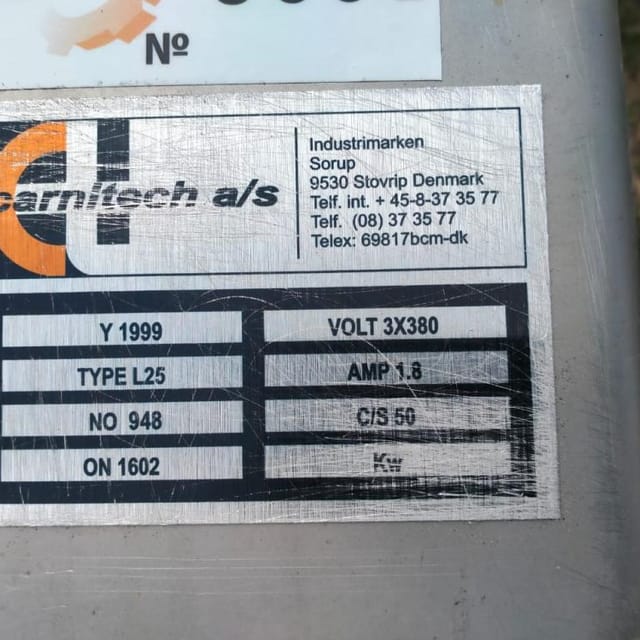 Nº
carnitech a/s
Industrimarken
Sorup
9530 Stovrip Denmark
Telf. int. + 45-8-37 35 77
Telf. (08) 37 35 77
Telex: 69817bcm-dk
Y 1999
TYPE L25
NO 948
ON 1602
VOLT 3X380
AMP 1.8
C/S 50
Kw